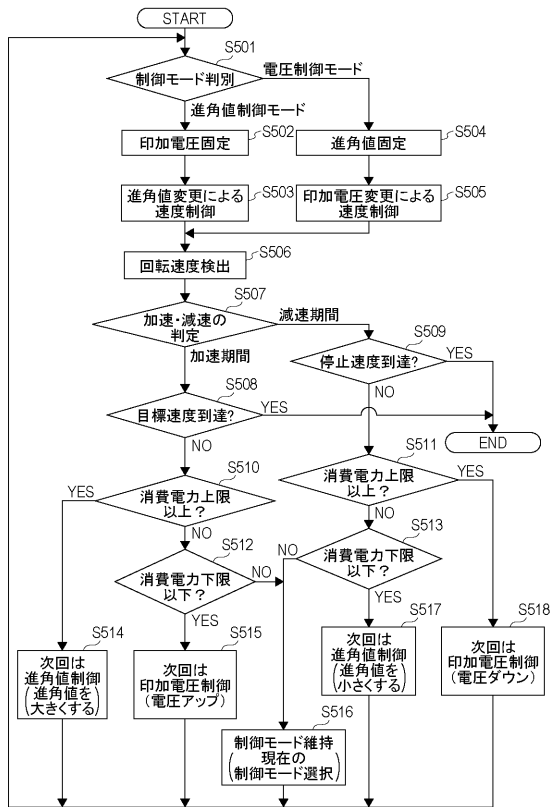 START
S501
制御モード判別
電圧制御モード
進角値制御モード
S502
印加電圧固定
S504
進角値固定
S503
進角値変更による
速度制御
S505
印加電圧変更による
速度制御
S506
回転速度検出
S507
加速・減速の
判定
減速期間
加速期間
S509
停止速度到達?
YES
NO
S508
目標速度到達?
YES
NO
END
S510
消費電力上限
以上?
YES
NO
S511
消費電力上限
以上?
YES
NO
S512
消費電力下限
以下?
NO
YES
S513
消費電力下限
以下?
NO
YES
S514
次回は
進角値制御
(進角値を
大きくする)
S515
次回は
印加電圧制御
(電圧アップ)
S516
制御モード維持
(現在の
制御モード選択)
S517
次回は
進角値制御
(進角値を
小さくする)
S518
次回は
印加電圧制御
(電圧ダウン)